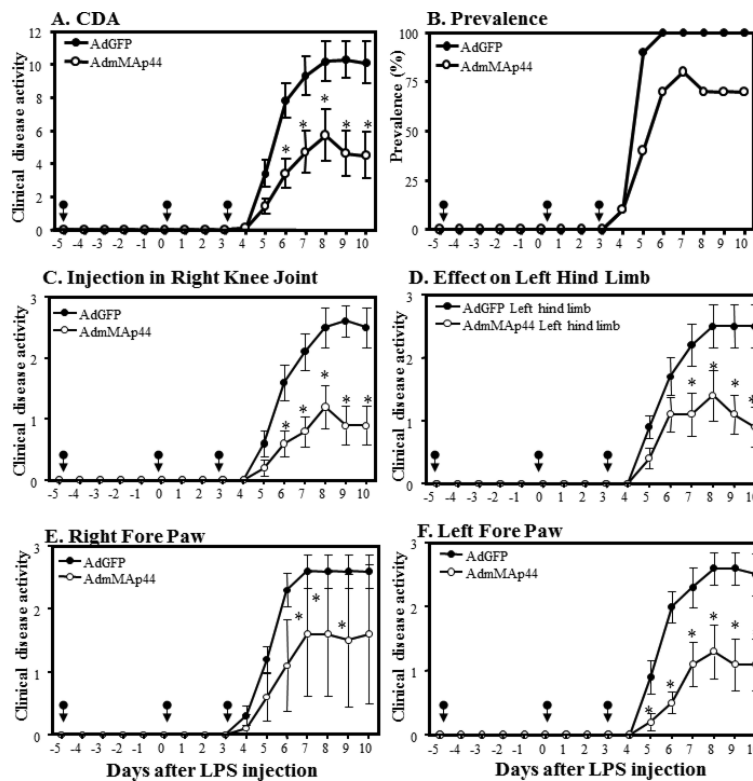 A. CDA
AdGFP
AdmMAp44
Clinical disease activity
12
10
8
6
4
2
0
* * * * *
-5 -4 -3 -2 -1 0 1 2 3 4 5 6 7 8 9 10
B. Prevalence
AdGFP
AdmMAp44
Prevalence (%)
100
75
50
25
0
-5 -4 -3 -2 -1 0 1 2 3 4 5 6 7 8 9 10
C. Injection in Right Knee Joint
AdGFP
AdmMAp44
Clinical disease activity
3
2
1
0
* * * * *
-5 -4 -3 -2 -1 0 1 2 3 4 5 6 7 8 9 10
D. Effect on Left Hind Limb
AdGFP Left hind limb
AdmMAp44 Left hind limb
Clinical disease activity
3
2
1
0
* * * *
-5 -4 -3 -2 -1 0 1 2 3 4 5 6 7 8 9 10
E. Right Fore Paw
AdGFP
AdmMAp44
Clinical disease activity
3
2
1
0
* * *
-5 -4 -3 -2 -1 0 1 2 3 4 5 6 7 8 9 10
Days after LPS injection
F. Left Fore Paw
AdGFP
AdmMAp44
Clinical disease activity
3
2
1
0
* * * * *
-5 -4 -3 -2 -1 0 1 2 3 4 5 6 7 8 9 10
Days after LPS injection